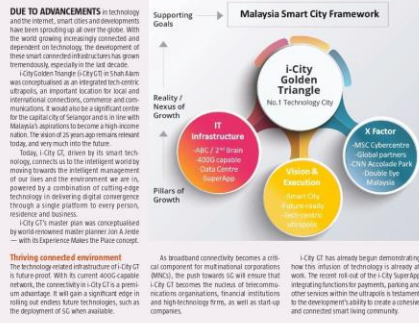 DUE TO ADVANCEMENTS in technology
and the internet, smart cities and developments
have been sprouting up all over the globe. With
the world growing increasingly connected and
dependent on technology, the development of
these smart connected infrastructures has grown
tremendously, especially in the last decade.
i-City Golden Triangle (i-City GT) in Shah Alam
was conceptualised as an integrated tech-centric
ultrapolis, an important location for local and
international connections, commerce and com-
munications. It would also be a significant centre
for the capital city of Selangor and is in line with
Malaysia's aspirations to become a high-income
nation. The vision of 25 years ago remains relevant
today, and very much into the future.
Today, i-City GT, driven by its smart tech-
nology, connects us to the intelligent world by
moving towards the intelligent management
of our lives and the environment we are in,
powered by a combination of cutting-edge
technology in delivering digital convergence
through a single platform to every person,
residence and business.
i-City GT's master plan was conceptualised
by world-renowned master planner Jon A Jerde
— with its Experience Makes the Place concept.
Thriving connected environment
The technology-related infrastructure of i-City GT
is future-proof. With its current 400G-capable
network, the connectivity in i-City GT is a premi-
um advantage. It will gain a significant edge in
rolling out endless future technologies, such as
the deployment of 5G when available.
As broadband connectivity becomes a criti-
cal component for multinational corporations
(MNCs), the push towards 5G will ensure that
i-City GT becomes the nucleus of telecommu-
nications organisations, financial institutions
and high-technology firms, as well as start-up
companies.
i-City GT has already begun demonstrating
how this infusion of technology is already at
work. The recent roll-out of the i-City SuperApp
integrating functions for payments, parking and
other services within the ultrapolis is testament
to the development's ability to create a cohesive
and connected smart living community.
Supporting
Goals
Malaysia Smart City Framework
Reality /
Nexus of
Growth
Pillars of
Growth
i-City
Golden
Triangle
No.1 Technology City
IT
Infrastructure
-ABC / 2nd Brain
-400G capable
Data Centre
SuperApp
Vision &
Execution
-Smart City
-Future-ready
-Tech-centric
ultrapolis
X Factor
-MSC Cybercentre
-Global partners
-CNN Accolade Park
-Double Eye
Malaysia